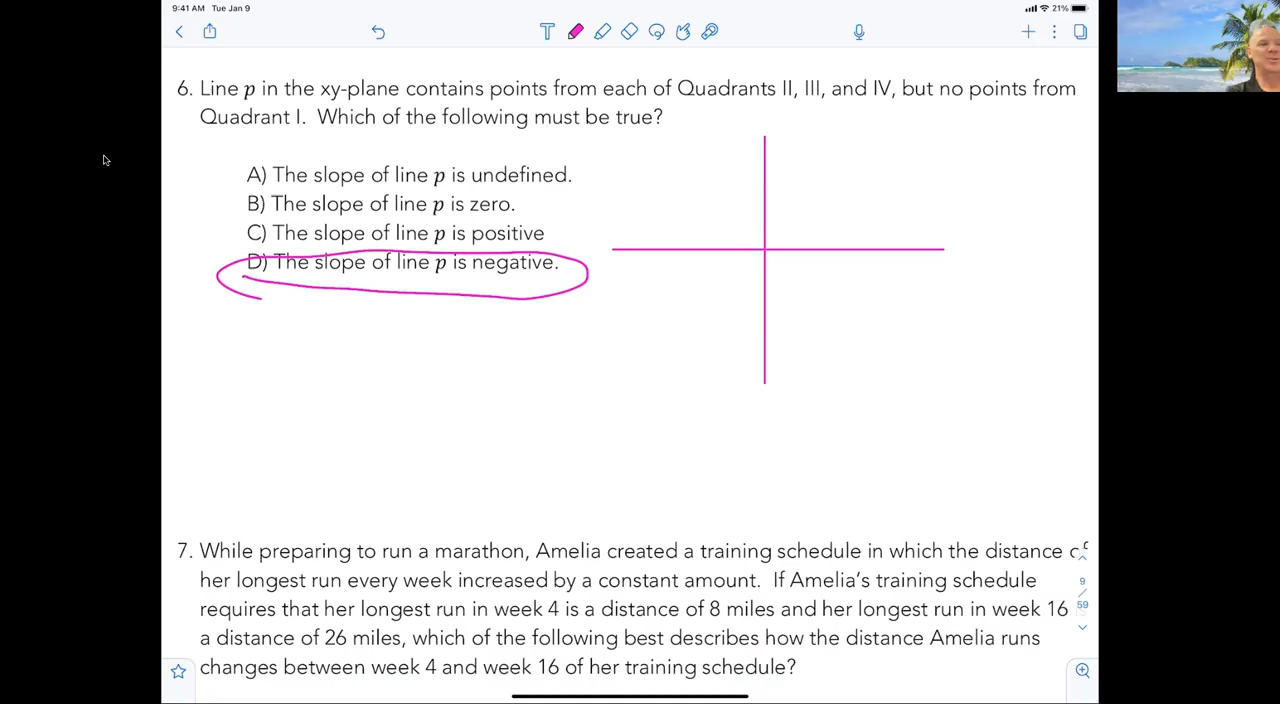 9:41 AM Tue Jan 9
21%
6. Line p in the xy-plane contains points from each of Quadrants II, III, and IV, but no points from
Quadrant I. Which of the following must be true?
A) The slope of line p is undefined.
B) The slope of line p is zero.
C) The slope of line p is positive
D) The slope of line p is negative.
7. While preparing to run a marathon, Amelia created a training schedule in which the distance
her longest run every week increased by a constant amount. If Amelia's training schedule
requires that her longest run in week 4 is a distance of 8 miles and her longest run in week 16
a distance of 26 miles, which of the following best describes how the distance Amelia runs
changes between week 4 and week 16 of her training schedule?
9
/
59